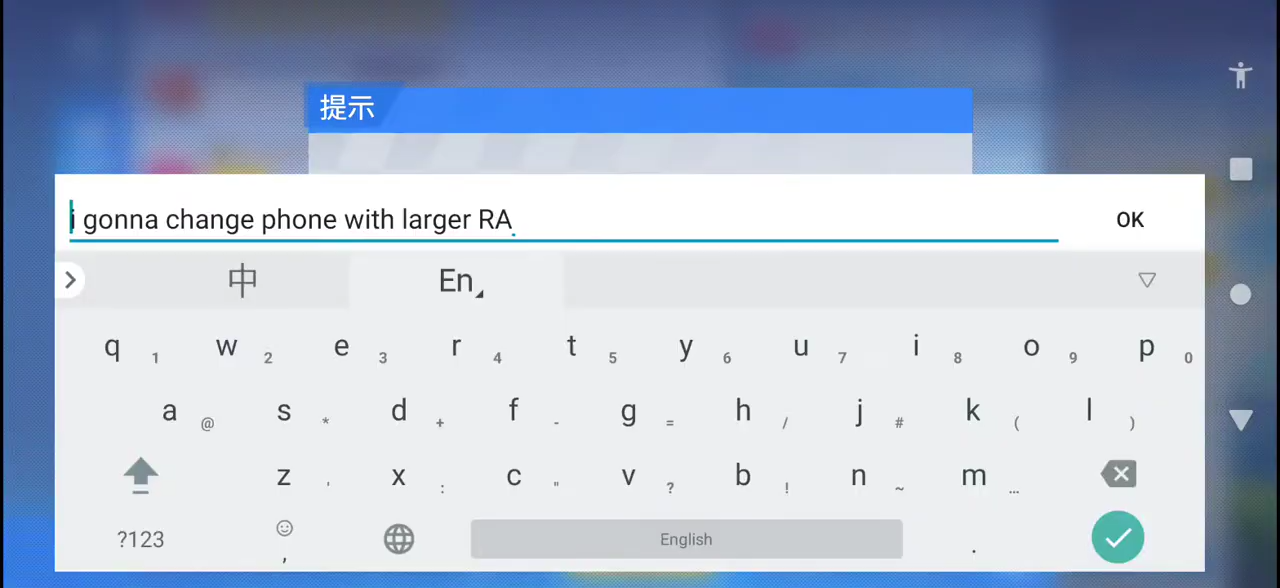 提示
i gonna change phone with larger RA
OK
中 En
q 1 w 2 e 3 r 4 t 5 y 6 u 7 i 8 o 9 p 0
a @ s * d + f - g = h / j # k ( l )
z ' x : c " v ? b ! n ~ m …
?123 , English .